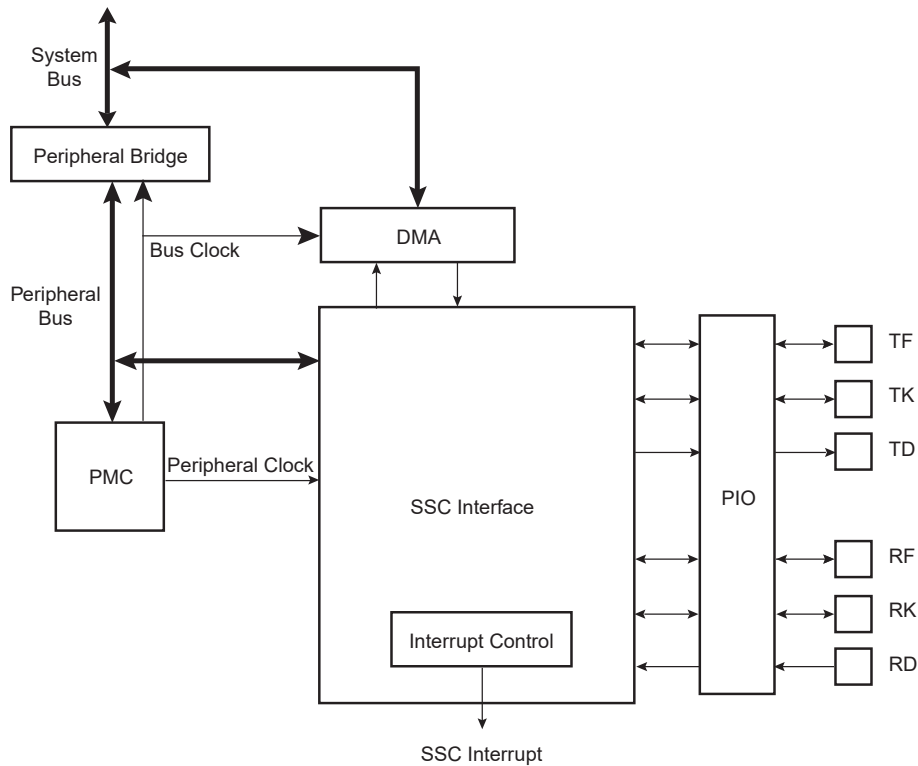 System
Bus
Peripheral Bridge
DMA
Bus Clock
Peripheral
Bus
TF
TK
TD
PMC
Peripheral Clock
SSC Interface
PIO
RF
RK
RD
Interrupt Control
SSC Interrupt